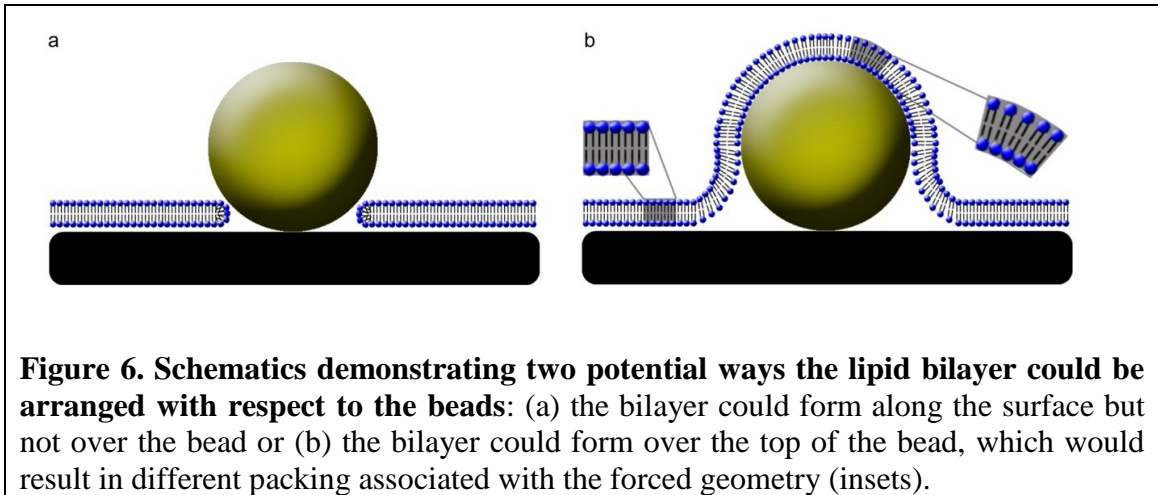 a
b
Figure 6. Schematics demonstrating two potential ways the lipid bilayer could be
arranged with respect to the beads: (a) the bilayer could form along the surface but
not over the bead or (b) the bilayer could form over the top of the bead, which would
result in different packing associated with the forced geometry (insets).